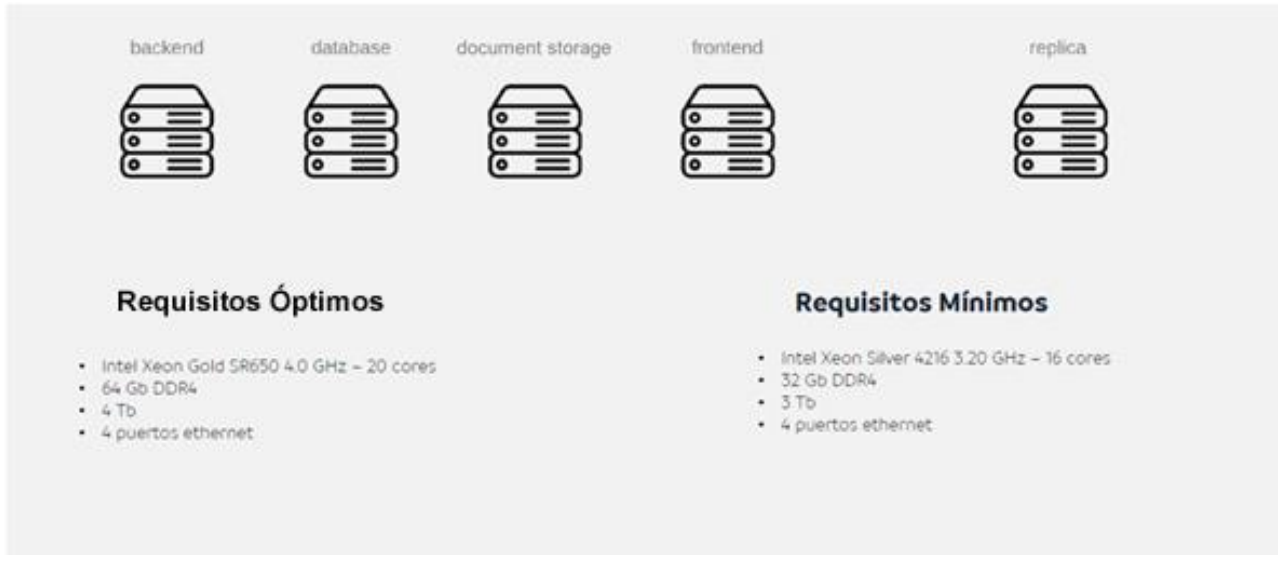 backend
database
document storage
frontend
replica
Requisitos Óptimos
• Intel Xeon Gold SR650 4.0 GHz – 20 cores
• 64 Gb DDR4
• 4 Tb
• 4 puertos ethernet
Requisitos Mínimos
• Intel Xeon Silver 4216 3.20 GHz – 16 cores
• 32 Gb DDR4
• 3 Tb
• 4 puertos ethernet